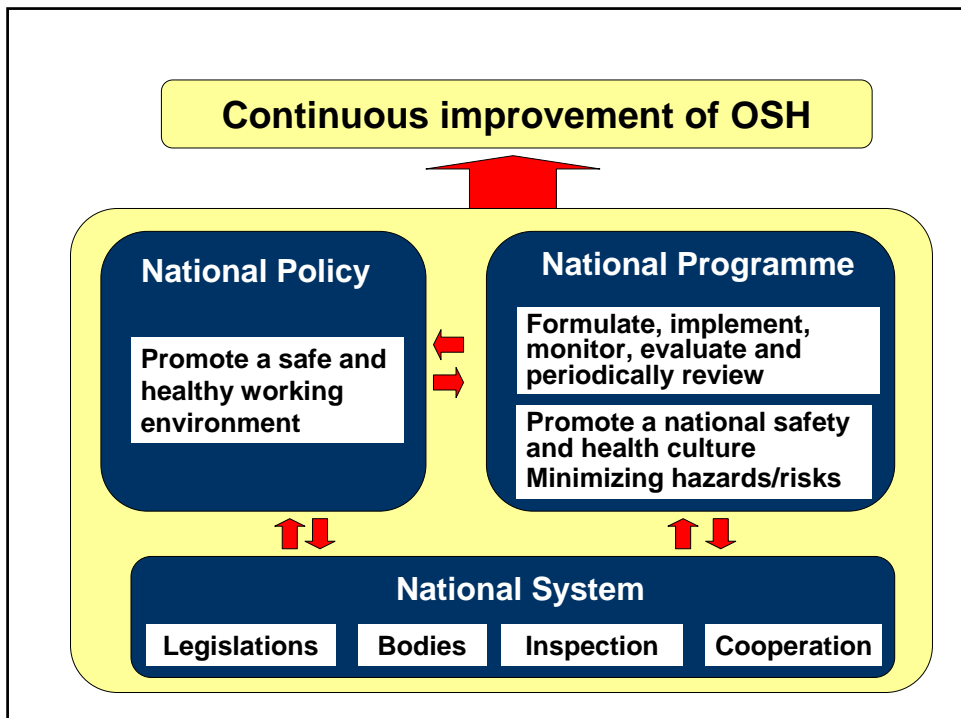 Continuous improvement of OSH
National Policy
Promote a safe and
healthy working
environment
National Programme
Formulate, implement,
monitor, evaluate and
periodically review
Promote a national safety
and health culture
Minimizing hazards/risks
National System
Legislations
Bodies
Inspection
Cooperation